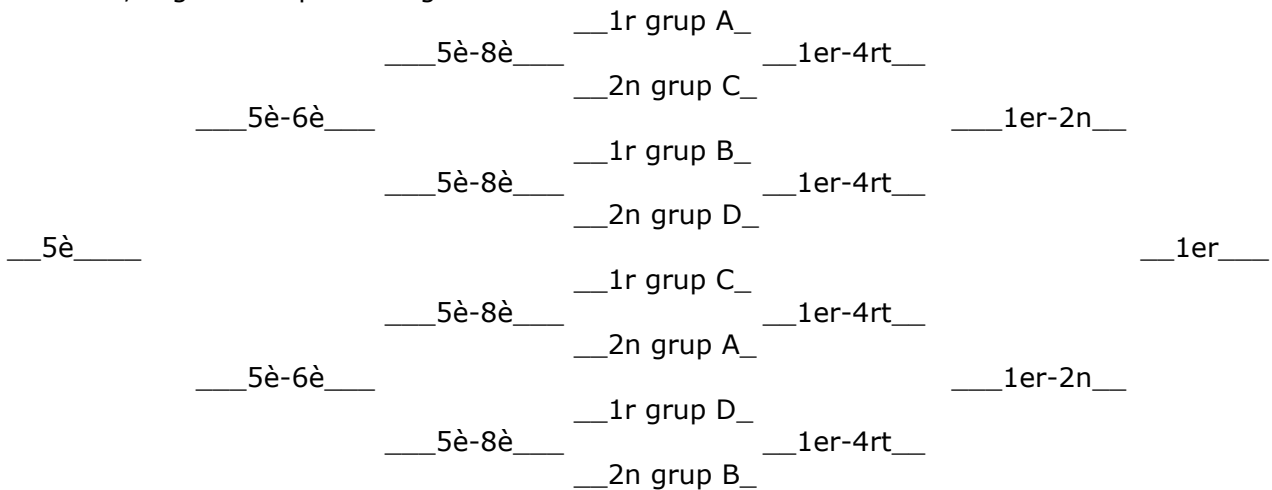 __1r grup A_
___5è-8è___ __1er-4rt__
__2n grup C_
___5è-6è___ ___1er-2n__
__1r grup B_
___5è-8è___ __1er-4rt__
__2n grup D_
__5è____ __1er___
__1r grup C_
___5è-8è___ __1er-4rt__
__2n grup A_
___5è-6è___ ___1er-2n__
__1r grup D_
___5è-8è___ __1er-4rt__
__2n grup B_